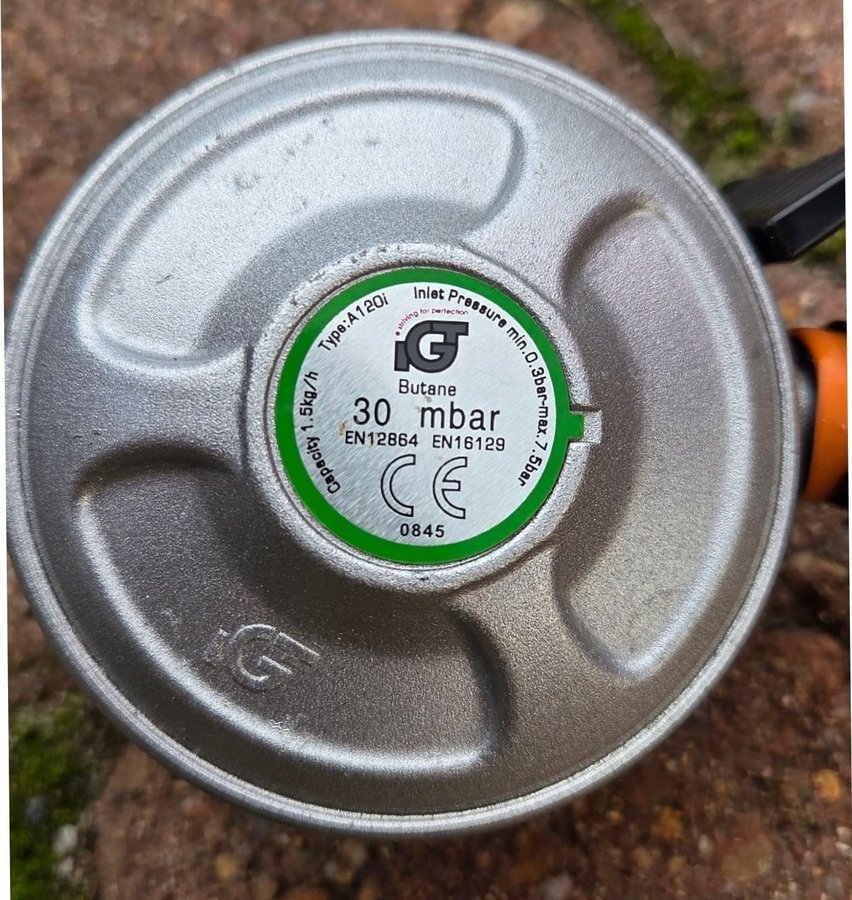 Type:A120i
Inlet Pressure min.0.3bar-max.7.5bar
Capacity 1.5kg/h
striving for perfection
IGT
Butane
30 mbar
EN12864 EN16129
CE
0845
IGT